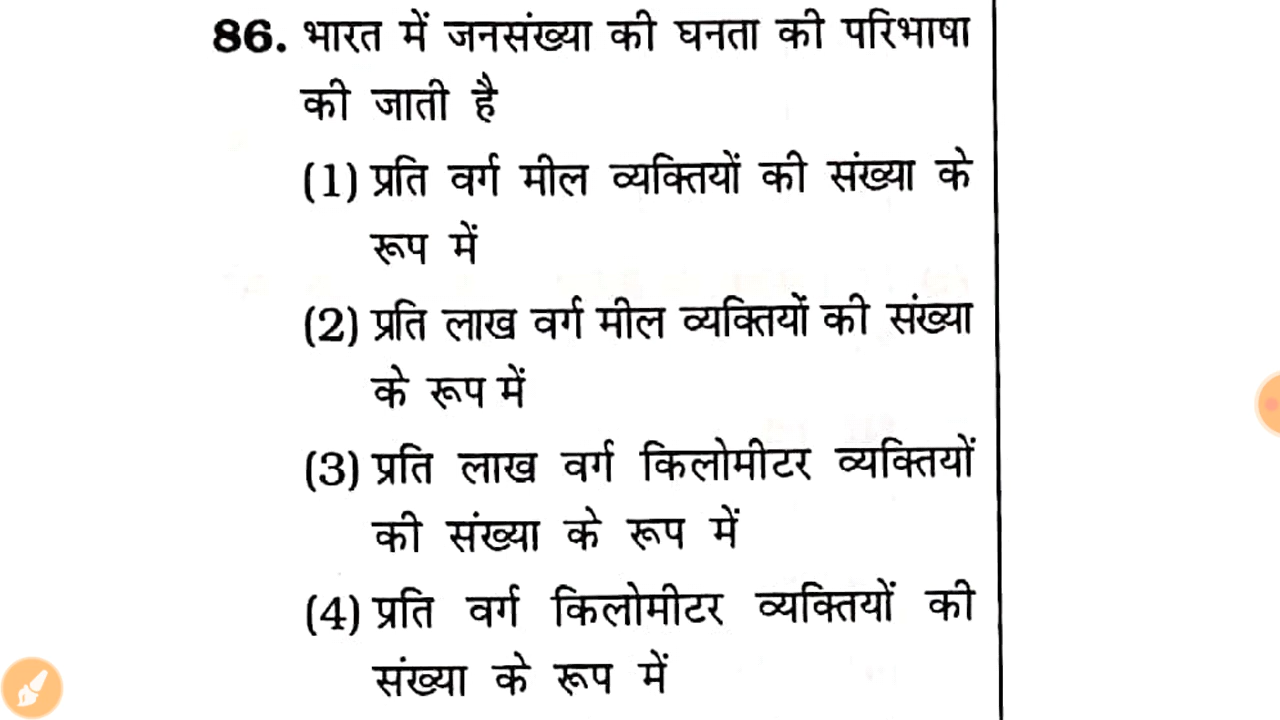 86. भारत में जनसंख्या की घनता की परिभाषा
की जाती है
(1) प्रति वर्ग मील व्यक्तियों की संख्या के
रूप में
(2) प्रति लाख वर्ग मील व्यक्तियों की संख्या
के रूप में
(3) प्रति लाख वर्ग किलोमीटर व्यक्तियों
की संख्या के रूप में
(4) प्रति वर्ग किलोमीटर व्यक्तियों की
संख्या के रूप में